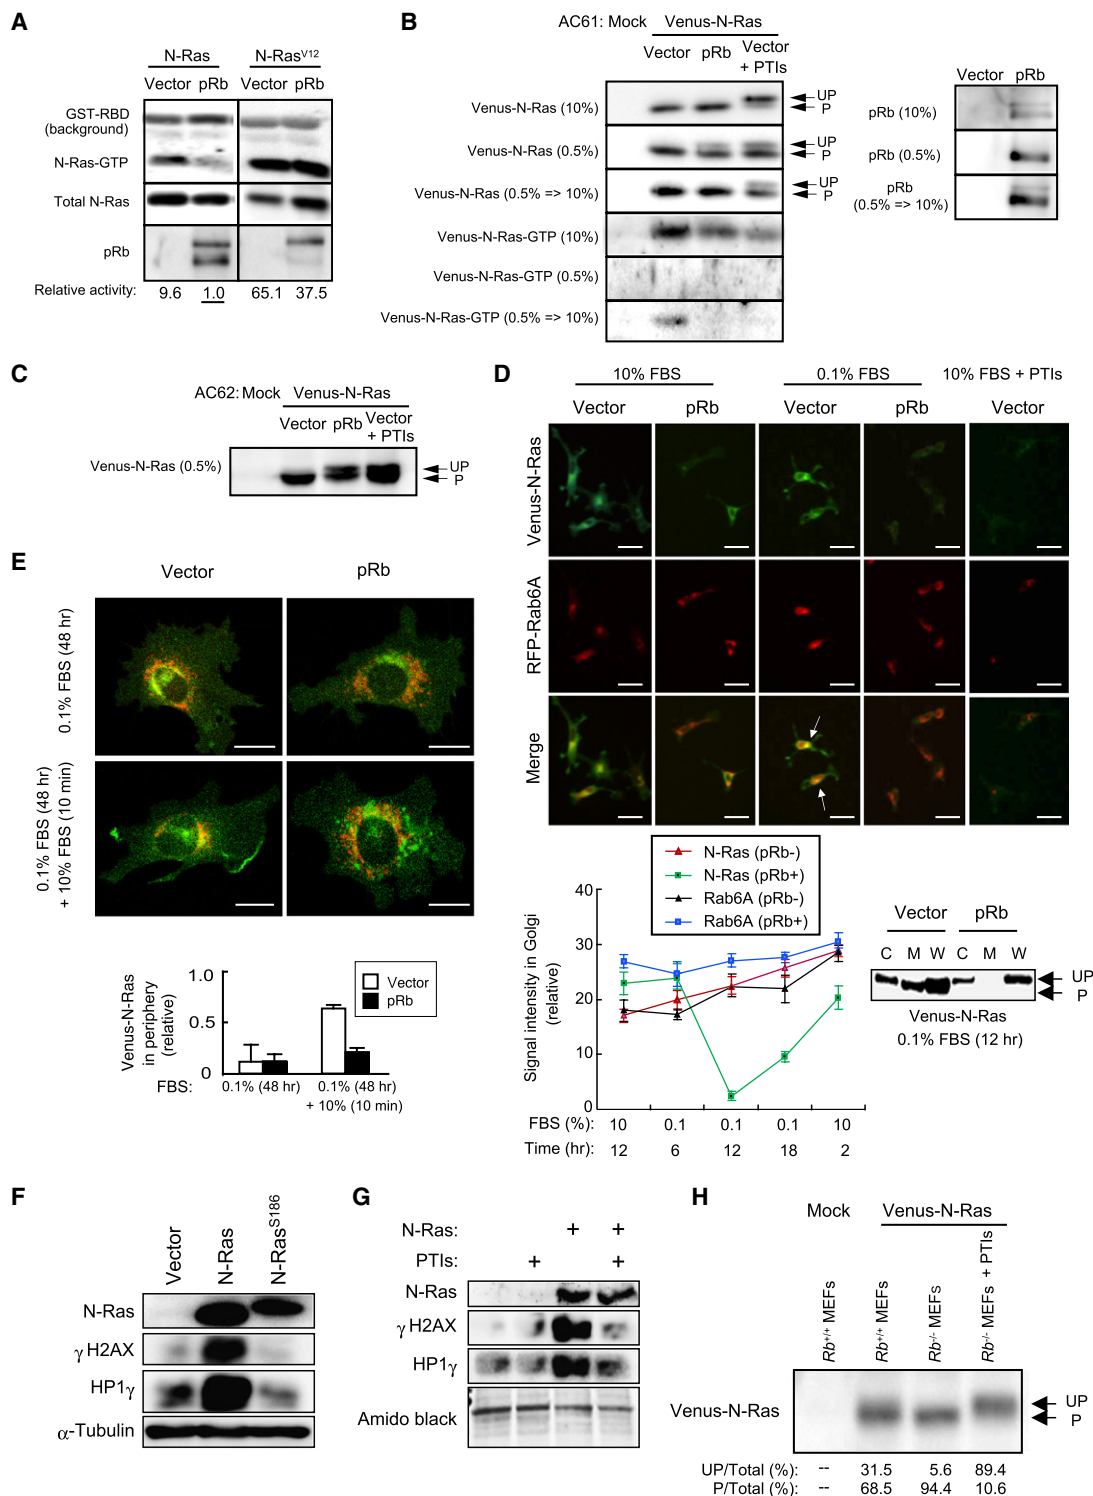 A
N-Ras
N-RasV12
Vector pRb
Vector pRb
GST-RBD
(background)
N-Ras-GTP
Total N-Ras
pRb
Relative activity: 9.6 1.0 65.1 37.5
B
AC61: Mock Venus-N-Ras
Vector pRb Vector
+ PTIs
Venus-N-Ras (10%)
UP
P
Venus-N-Ras (0.5%)
UP
P
Venus-N-Ras (0.5% => 10%)
UP
P
Venus-N-Ras-GTP (10%)
Venus-N-Ras-GTP (0.5%)
Venus-N-Ras-GTP (0.5% => 10%)
Vector pRb
pRb (10%)
pRb (0.5%)
pRb
(0.5% => 10%)
C
AC62: Mock Venus-N-Ras
Vector pRb Vector
+ PTIs
Venus-N-Ras (0.5%)
UP
P
D
10% FBS
0.1% FBS
10% FBS + PTIs
Vector
pRb
Vector
pRb
Vector
Venus-N-Ras
RFP-Rab6A
Merge
N-Ras (pRb-)
N-Ras (pRb+)
Rab6A (pRb-)
Rab6A (pRb+)
Signal intensity in Golgi
(relative)
40
30
20
10
0
FBS (%): 10 0.1 0.1 0.1 10
Time (hr): 12 6 12 18 2
Vector pRb
C M W C M W
UP
P
Venus-N-Ras
0.1% FBS (12 hr)
E
Vector
pRb
0.1% FBS (48 hr)
0.1% FBS (48 hr)
+ 10% FBS (10 min)
Venus-N-Ras
in periphery
(relative)
1.0
0.5
0
Vector
pRb
FBS: 0.1% (48 hr) 0.1% (48 hr)
+ 10% (10 min)
F
Vector
N-Ras
N-RasS186
N-Ras
γ H2AX
HP1γ
α-Tubulin
G
N-Ras: + +
PTIs: + +
N-Ras
γ H2AX
HP1γ
Amido black
H
Mock Venus-N-Ras
Rb+/+ MEFs
Rb+/+ MEFs
Rb-/- MEFs
Rb-/- MEFs + PTIs
Venus-N-Ras
UP
P
UP/Total (%): -- 31.5 5.6 89.4
P/Total (%): -- 68.5 94.4 10.6